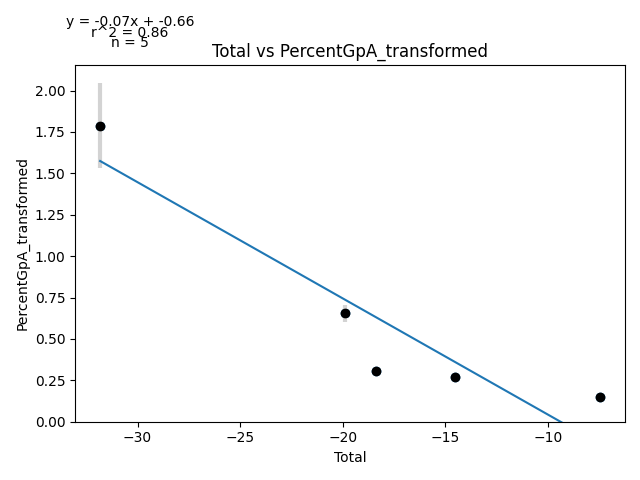 y = -0.07x + -0.66
r^2 = 0.86
n = 5
Total vs PercentGpA_transformed
PercentGpA_transformed
2.00
1.75
1.50
1.25
1.00
0.75
0.50
0.25
0.00
−30
−25
−20
−15
−10
Total